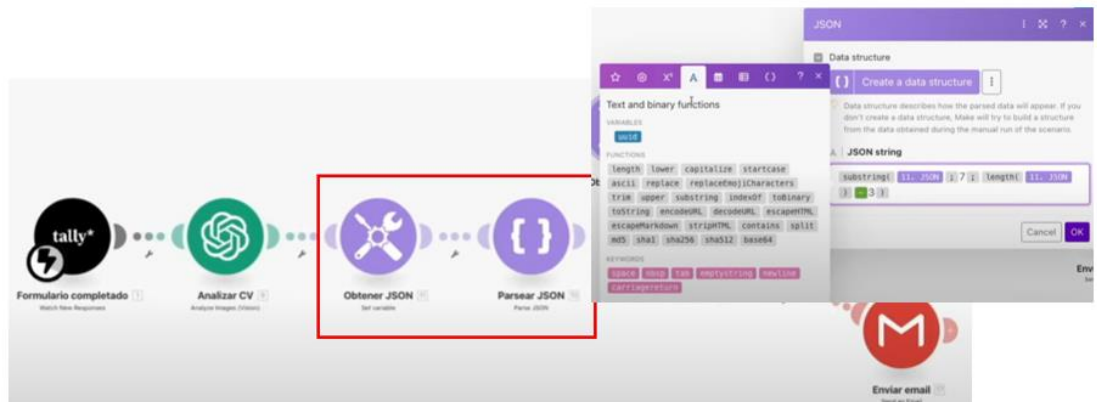 tally*
Formulario completado
Watch New Responses
Analizar CV
Analyze Images (Vision)
Obtener JSON
Set variable
Parsear JSON
Parse JSON
Text and binary functions
VARIABLES
uuid
FUNCTIONS
length lower capitalize startcase
ascii replace replaceEmojiCharacters
trim upper substring indexOf toBinary
toString encodeURL decodeURL escapeHTML
escapeMarkdown stripHTML contains split
md5 sha1 sha256 sha512 base64
KEYWORDS
space nbsp tab emptystring newline
carriagereturn
JSON
Data structure
Create a data structure
Data structure describes how the parsed data will appear. If you
don't create a data structure, Make will try to build a structure
from the data obtained during the manual run of the scenario.
A JSON string
substring( 11. JSON ; 7 ; length( 11. JSON
) - 3 )
Cancel OK
Env
Enviar email